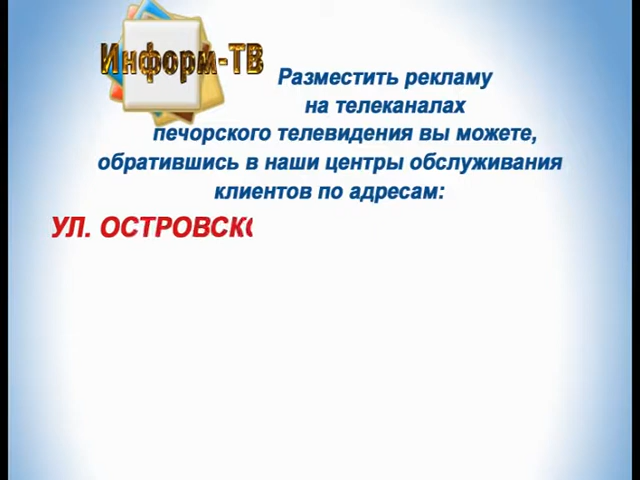 Информ-ТВ
Разместить рекламу
на телеканалах
печорского телевидения вы можете,
обратившись в наши центры обслуживания
клиентов по адресам:
УЛ. ОСТРОВСК